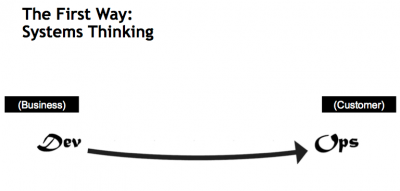 The First Way:
Systems Thinking
(Business) (Customer)
Dev Ops